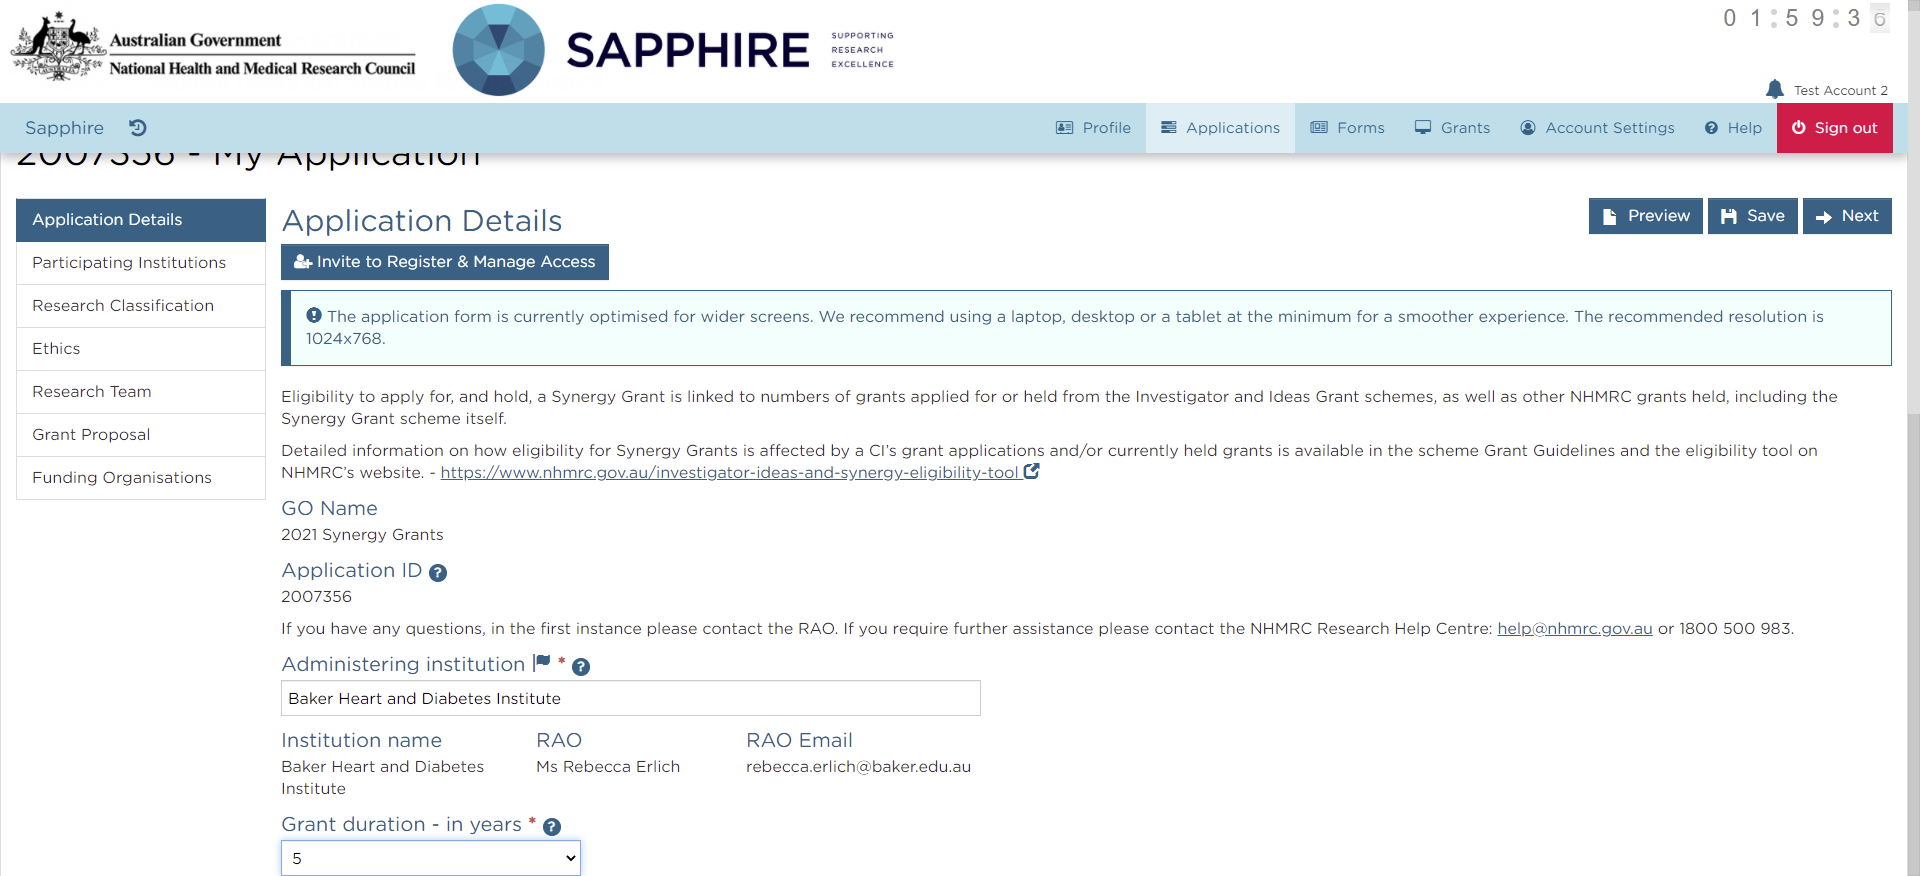 Australian Government
National Health and Medical Research Council
SAPPHIRE
SUPPORTING
RESEARCH
EXCELLENCE
01:59:36
Test Account 2
Sapphire
Profile
Applications
Forms
Grants
Account Settings
Help
Sign out
2007356 - My Application
Application Details
Participating Institutions
Research Classification
Ethics
Research Team
Grant Proposal
Funding Organisations
Application Details
Preview
Save
Next
Invite to Register & Manage Access
The application form is currently optimised for wider screens. We recommend using a laptop, desktop or a tablet at the minimum for a smoother experience. The recommended resolution is
1024x768.
Eligibility to apply for, and hold, a Synergy Grant is linked to numbers of grants applied for or held from the Investigator and Ideas Grant schemes, as well as other NHMRC grants held, including the
Synergy Grant scheme itself.
Detailed information on how eligibility for Synergy Grants is affected by a CI's grant applications and/or currently held grants is available in the scheme Grant Guidelines and the eligibility tool on
NHMRC's website. - https://www.nhmrc.gov.au/investigator-ideas-and-synergy-eligibility-tool
GO Name
2021 Synergy Grants
Application ID ?
2007356
If you have any questions, in the first instance please contact the RAO. If you require further assistance please contact the NHMRC Research Help Centre: help@nhmrc.gov.au or 1800 500 983.
Administering institution * ?
Baker Heart and Diabetes Institute
Institution name
RAO
RAO Email
Baker Heart and Diabetes
Institute
Ms Rebecca Erlich
rebecca.erlich@baker.edu.au
Grant duration - in years * ?
5